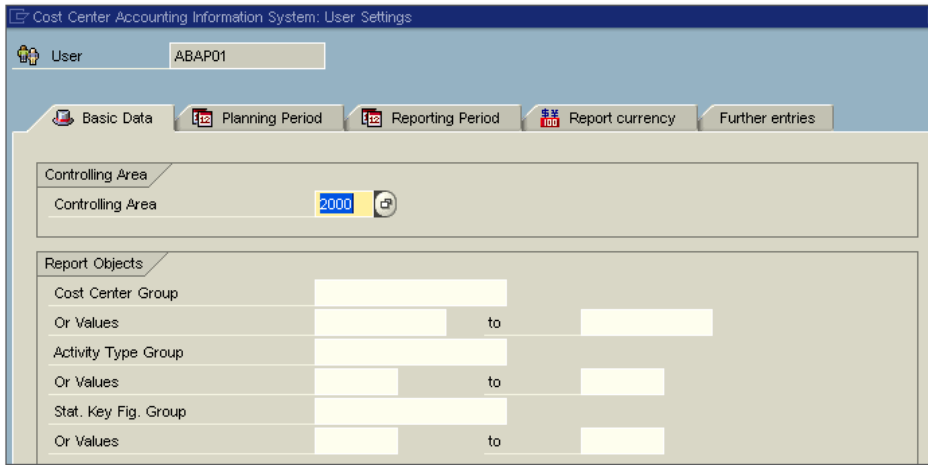 Cost Center Accounting Information System: User Settings
User ABAP01
Basic Data Planning Period Reporting Period Report currency Further entries
Controlling Area
Controlling Area 2000
Report Objects
Cost Center Group
Or Values to
Activity Type Group
Or Values to
Stat. Key Fig. Group
Or Values to